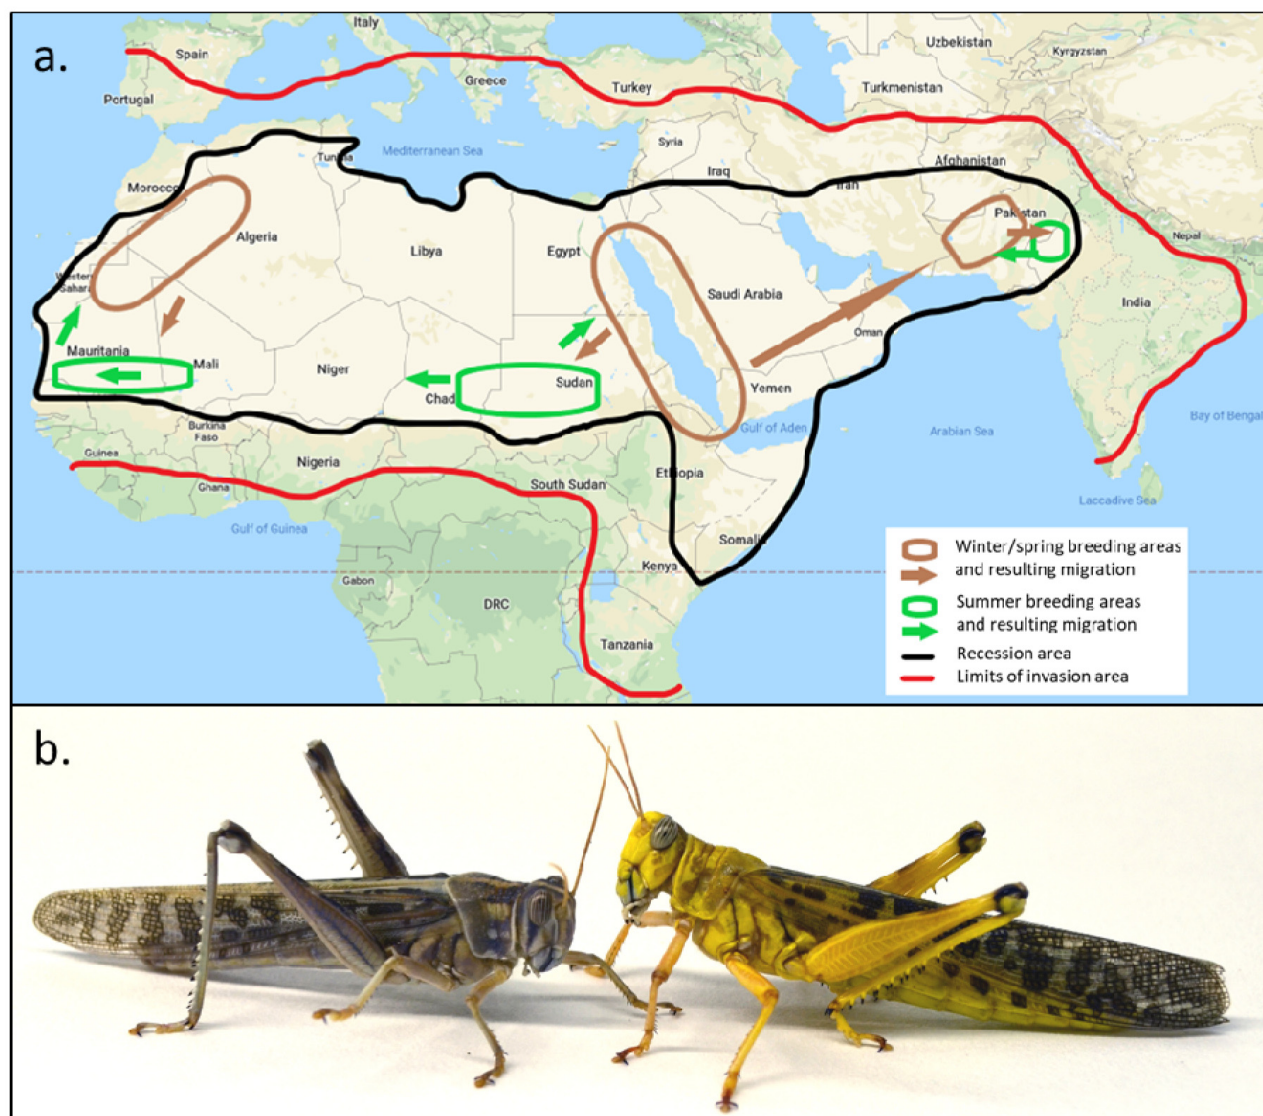 a.
Italy
Uzbekistan
Kyrgyzstan
Spain
Portugal
Greece
Turkey
Turkmenistan
Syria
Mediterranean Sea
Tunisia
Afghanistan
Iraq
Iran
Morocco
Pakistan
Algeria
Libya
Egypt
Nepal
Western
Sahara
Saudi Arabia
India
Oman
Mauritania
Mali
Niger
Sudan
Chad
Yemen
Burkina
Faso
Gulf of Aden
Arabian Sea
Bay of Bengal
Guinea
Nigeria
Ethiopia
Ghana
South Sudan
Laccadive Sea
Gulf of Guinea
Somalia
Kenya
Gabon
DRC
Tanzania
Winter/spring breeding areas
and resulting migration
Summer breeding areas
and resulting migration
Recession area
Limits of invasion area
b.